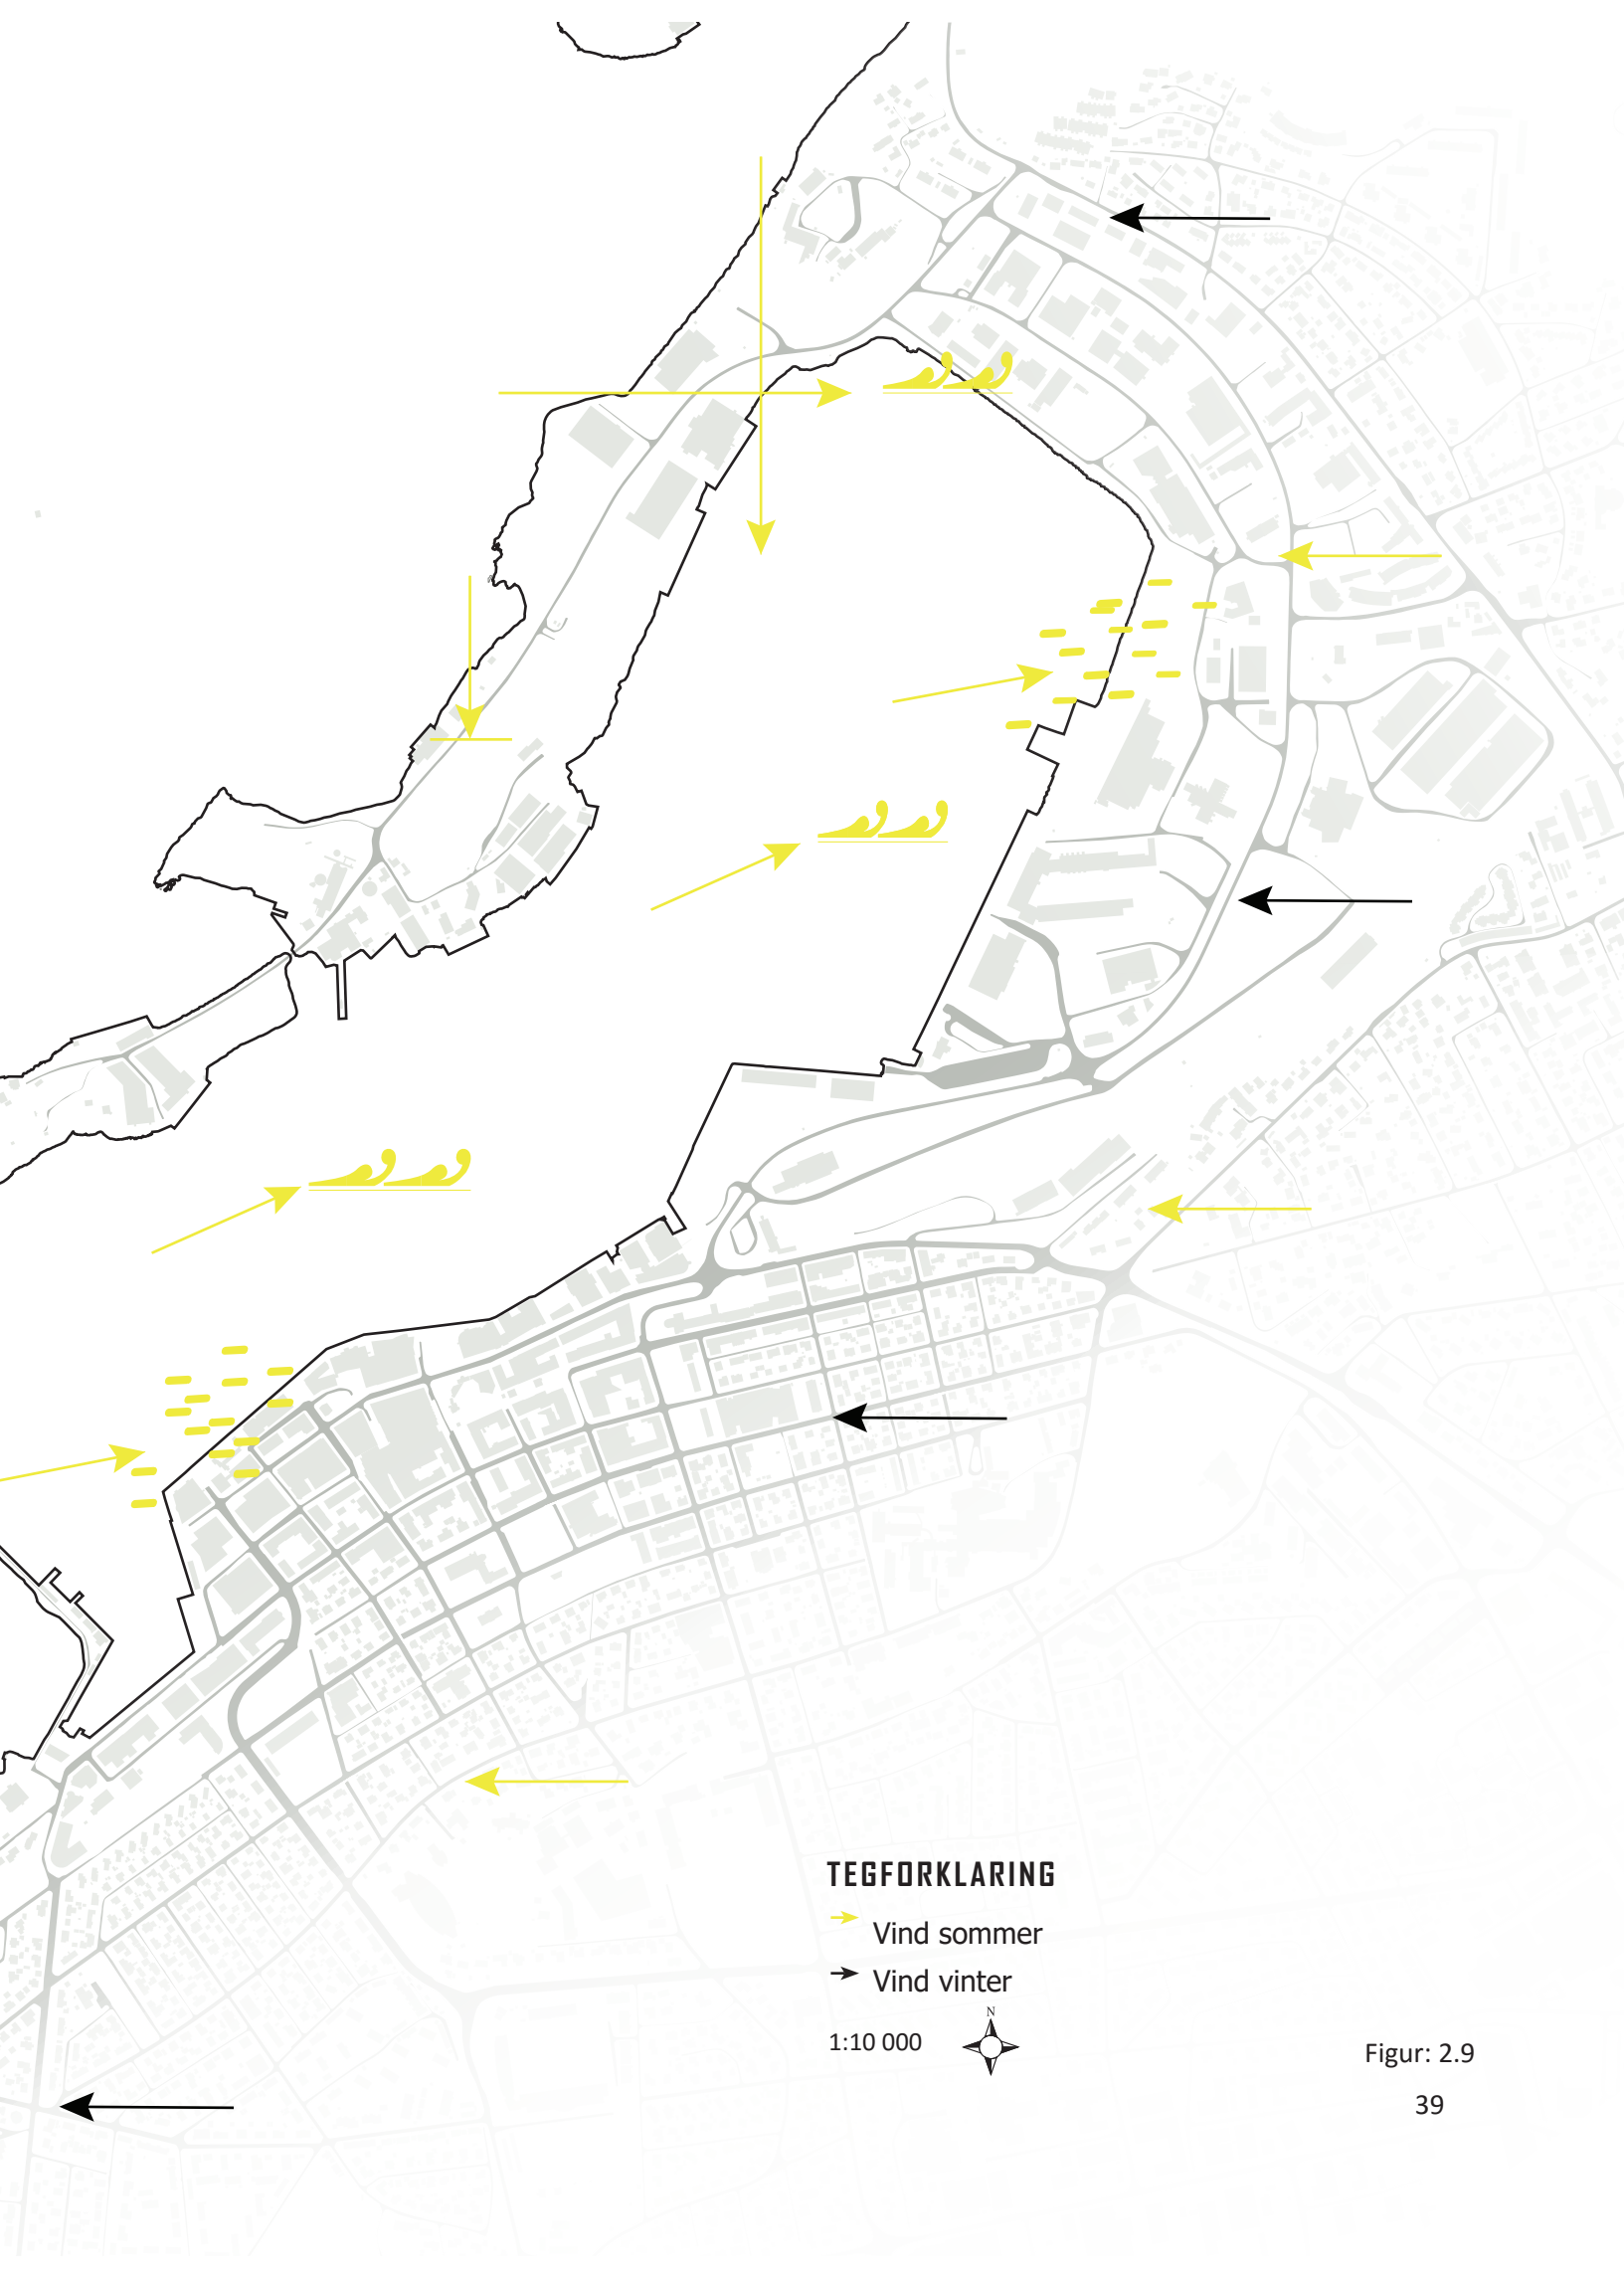 TEGFORKLARING
Vind sommer
Vind vinter
N
1:10 000
Figur: 2.9
39